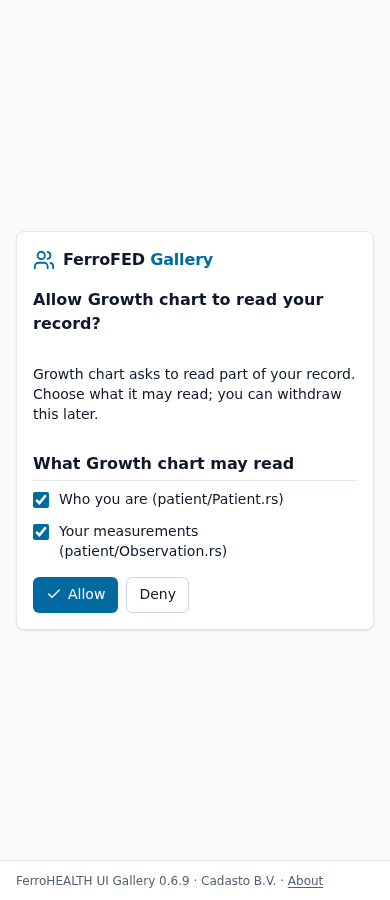 FerroFED Gallery
Allow Growth chart to read your
record?
Growth chart asks to read part of your record.
Choose what it may read; you can withdraw
this later.
What Growth chart may read
Who you are (patient/Patient.rs)
Your measurements
(patient/Observation.rs)
Allow
Deny
FerroHEALTH UI Gallery 0.6.9 · Cadasto B.V. · About